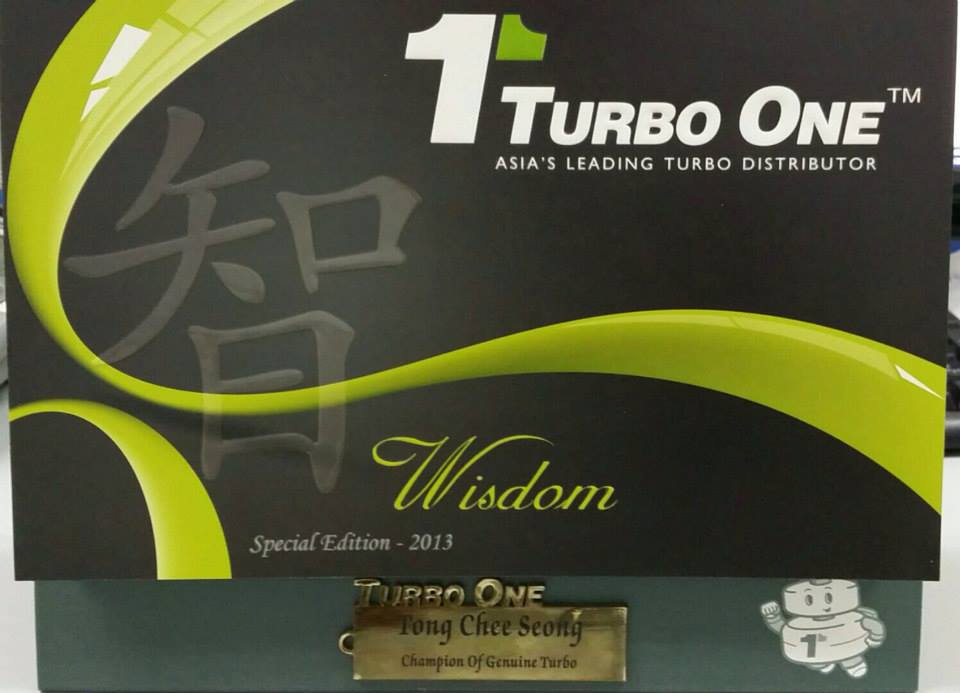 1 TURBO ONE™
ASIA'S LEADING TURBO DISTRIBUTOR
智
Wisdom
Special Edition - 2013
TURBO ONE
Tong Chee Seong
Champion Of Genuine Turbo
1